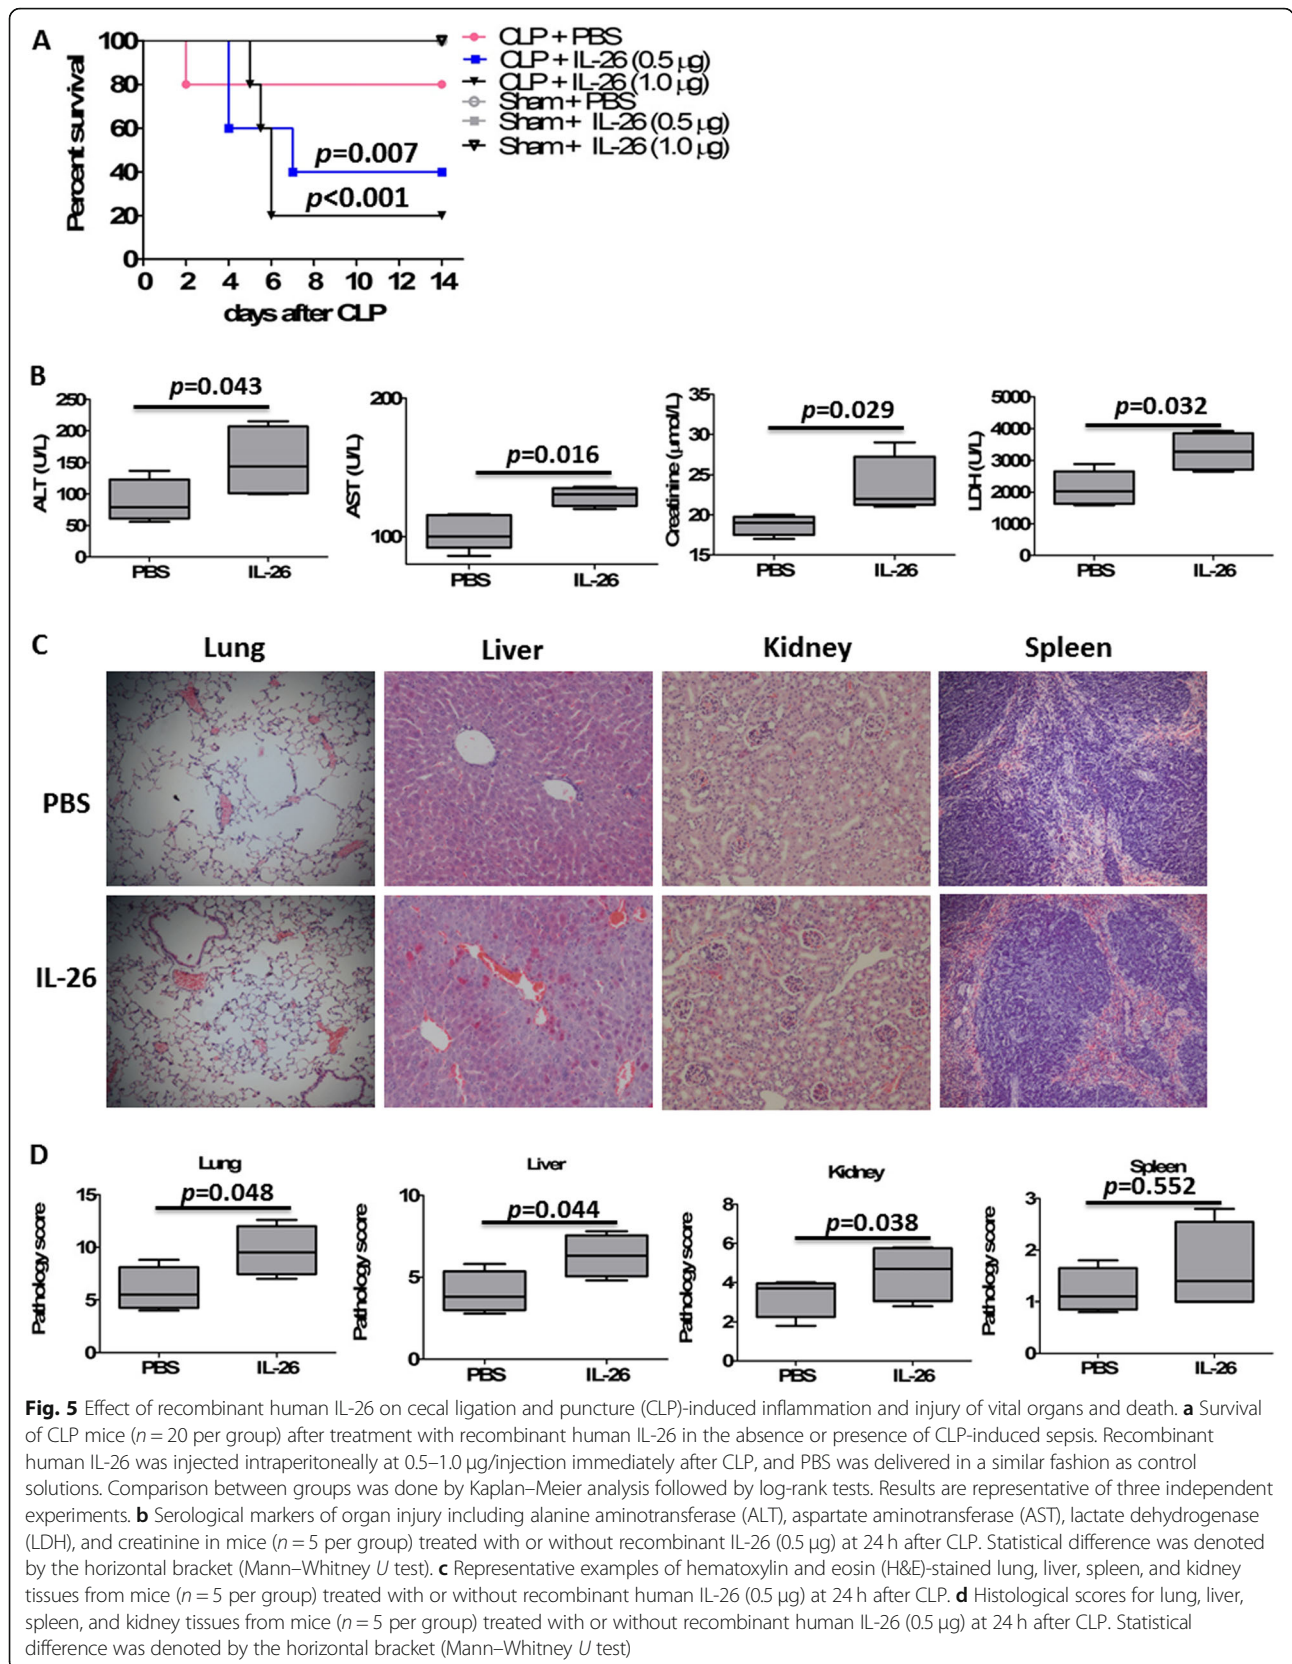 A
Percent survival
100
80
60
40
20
0
0 2 4 6 8 10 12 14
days after CLP
p=0.007
p<0.001
CLP + PBS
CLP + IL-26 (0.5 µg)
CLP + IL-26 (1.0 µg)
Sham + PBS
Sham + IL-26 (0.5 µg)
Sham + IL-26 (1.0 µg)
B
ALT (U/L)
250
200
150
100
50
0
p=0.043
PBS IL-26
AST (U/L)
200
100
p=0.016
PBS IL-26
Creatinine (µmol/L)
35
30
25
20
15
p=0.029
PBS IL-26
LDH (U/L)
5000
4000
3000
2000
1000
0
p=0.032
PBS IL-26
C
Lung Liver Kidney Spleen
PBS
IL-26
D
Lung
Pathology score
15
10
5
0
p=0.048
PBS IL-26
Liver
Pathology score
10
5
0
p=0.044
PBS IL-26
Kidney
Pathology score
8
6
4
2
0
p=0.038
PBS IL-26
Spleen
Pathology score
3
2
1
0
p=0.552
PBS IL-26
Fig. 5 Effect of recombinant human IL-26 on cecal ligation and puncture (CLP)-induced inflammation and injury of vital organs and death. a Survival
of CLP mice (n = 20 per group) after treatment with recombinant human IL-26 in the absence or presence of CLP-induced sepsis. Recombinant
human IL-26 was injected intraperitoneally at 0.5–1.0 µg/injection immediately after CLP, and PBS was delivered in a similar fashion as control
solutions. Comparison between groups was done by Kaplan–Meier analysis followed by log-rank tests. Results are representative of three independent
experiments. b Serological markers of organ injury including alanine aminotransferase (ALT), aspartate aminotransferase (AST), lactate dehydrogenase
(LDH), and creatinine in mice (n = 5 per group) treated with or without recombinant IL-26 (0.5 µg) at 24 h after CLP. Statistical difference was denoted
by the horizontal bracket (Mann–Whitney U test). c Representative examples of hematoxylin and eosin (H&E)-stained lung, liver, spleen, and kidney
tissues from mice (n = 5 per group) treated with or without recombinant human IL-26 (0.5 µg) at 24 h after CLP. d Histological scores for lung, liver,
spleen, and kidney tissues from mice (n = 5 per group) treated with or without recombinant human IL-26 (0.5 µg) at 24 h after CLP. Statistical
difference was denoted by the horizontal bracket (Mann–Whitney U test)